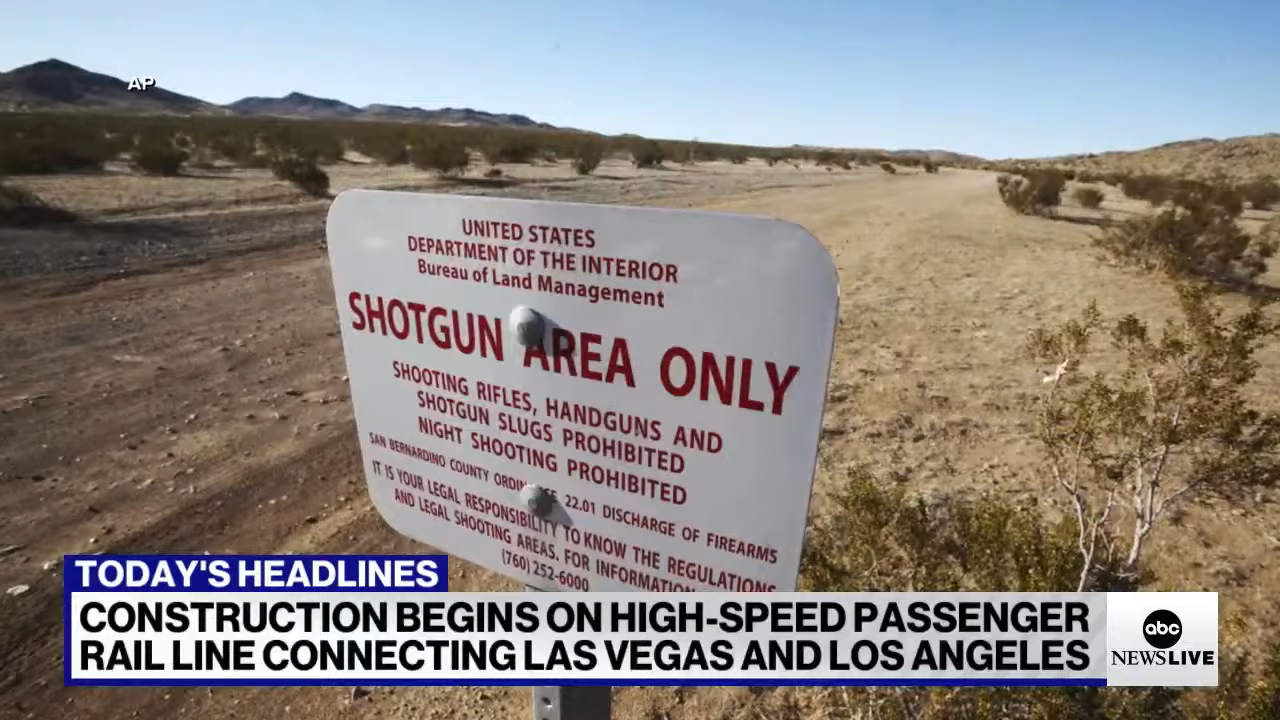 AP
UNITED STATES
DEPARTMENT OF THE INTERIOR
Bureau of Land Management
SHOTGUN AREA ONLY
SHOOTING RIFLES, HANDGUNS AND
SHOTGUN SLUGS PROHIBITED
NIGHT SHOOTING PROHIBITED
SAN BERNARDINO COUNTY 22.01 DISCHARGE OF FIREARMS
IT IS YOUR LEGAL RESPONSIBILITY TO KNOW THE REGULATIONS
AND LEGAL SHOOTING AREAS. FOR INFORMATION
(760) 252-6000
TODAY'S HEADLINES
CONSTRUCTION BEGINS ON HIGH-SPEED PASSENGER
RAIL LINE CONNECTING LAS VEGAS AND LOS ANGELES
abc
NEWS LIVE